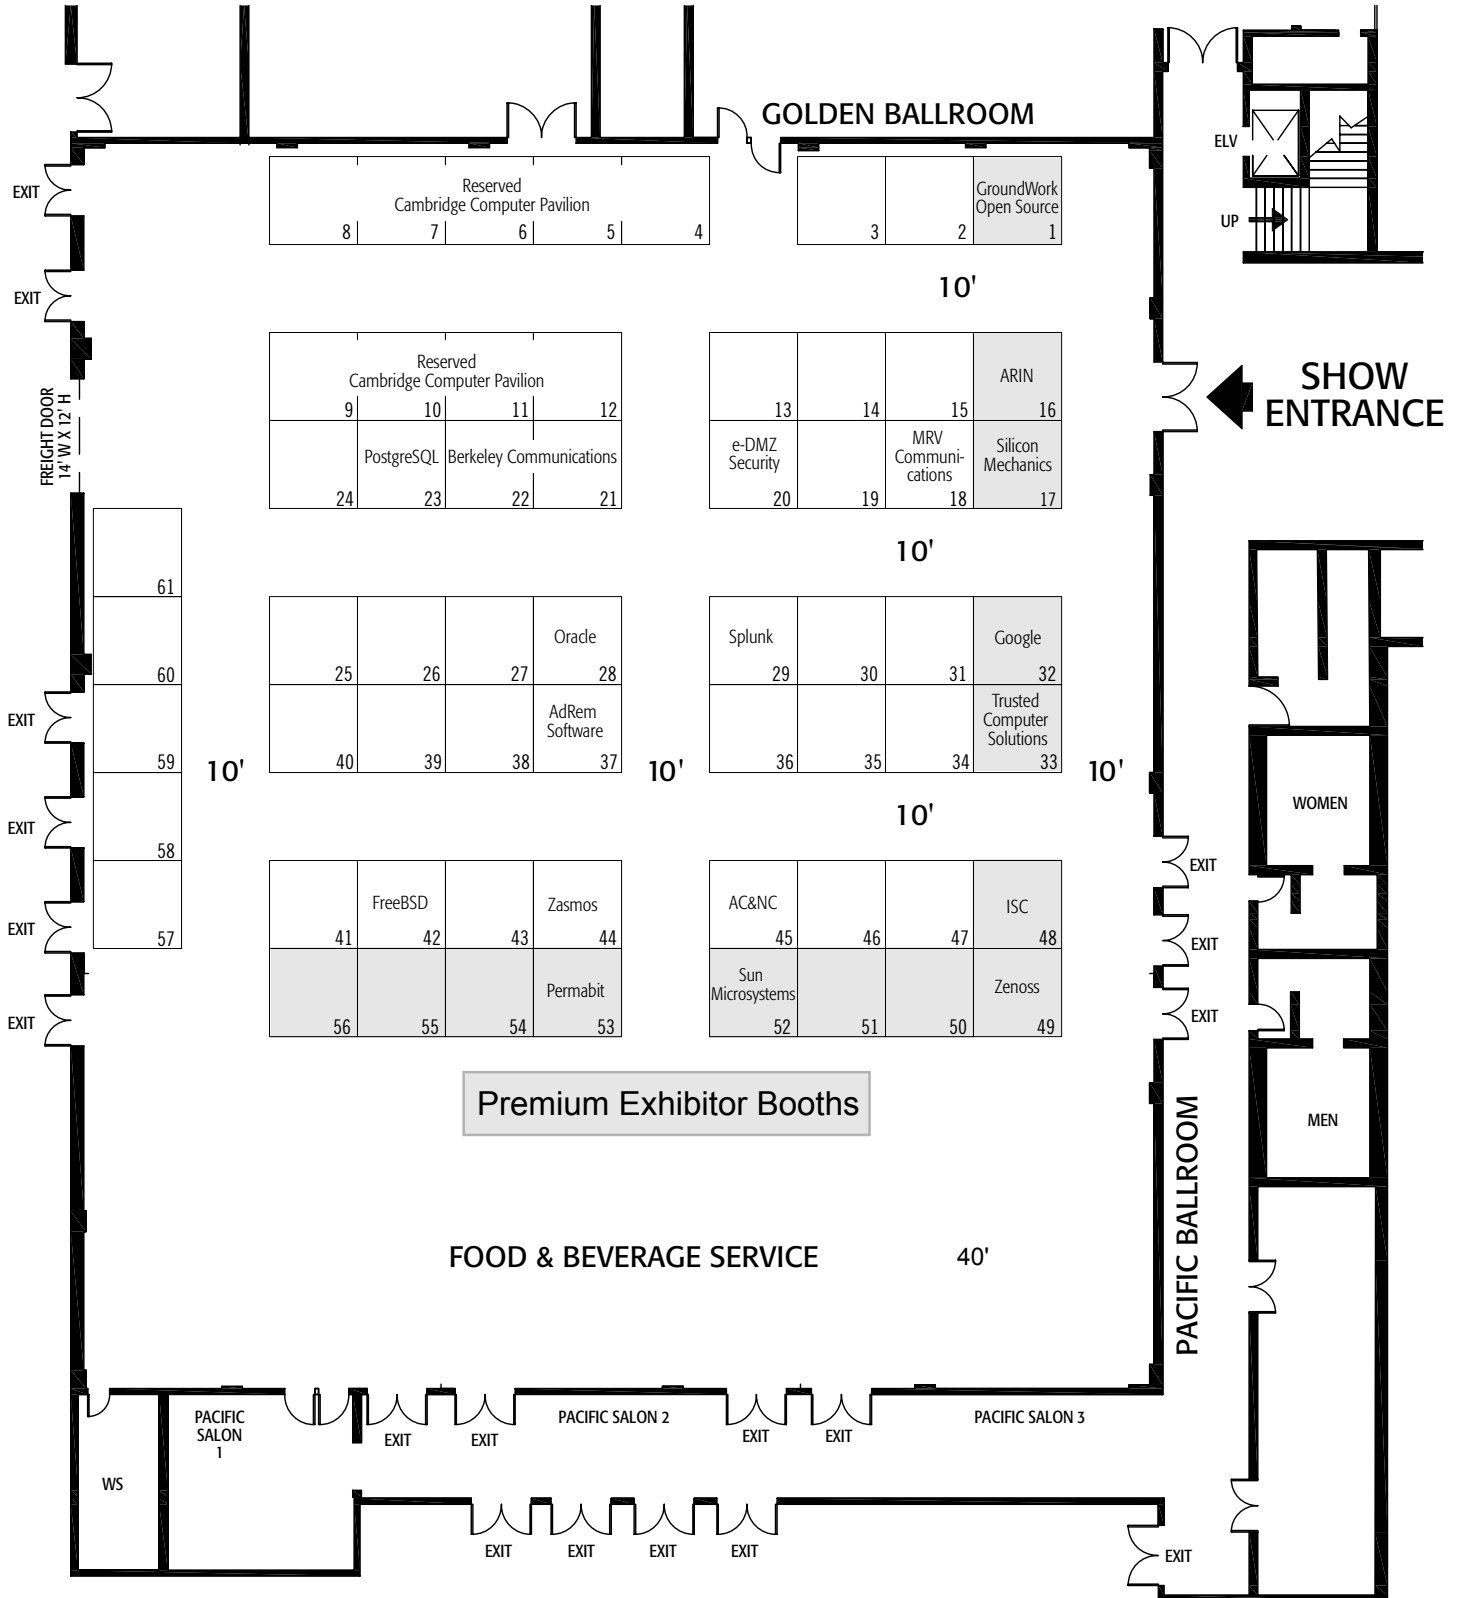 GOLDEN BALLROOM
ELV
UP
EXIT
EXIT
Reserved
Cambridge Computer Pavilion
8
7
6
5
4
3
2
GroundWork
Open Source
1
10'
SHOW
ENTRANCE
FREIGHT DOOR
14' W X 12' H
Reserved
Cambridge Computer Pavilion
9
10
11
12
13
14
15
ARIN
16
24
PostgreSQL
23
Berkeley Communications
22
21
e-DMZ
Security
20
19
MRV
Communi-
cations
18
Silicon
Mechanics
17
10'
61
60
59
58
57
25
26
27
Oracle
28
Splunk
29
30
31
Google
32
40
39
38
AdRem
Software
37
36
35
34
Trusted
Computer
Solutions
33
10'
10'
10'
10'
EXIT
EXIT
EXIT
EXIT
WOMEN
EXIT
EXIT
EXIT
41
FreeBSD
42
43
Zasmos
44
AC&NC
45
46
47
ISC
48
56
55
54
Permabit
53
Sun
Microsystems
52
51
50
Zenoss
49
Premium Exhibitor Booths
MEN
PACIFIC BALLROOM
FOOD & BEVERAGE SERVICE
40'
PACIFIC
SALON
1
PACIFIC SALON 2
PACIFIC SALON 3
EXIT
EXIT
EXIT
EXIT
WS
EXIT
EXIT
EXIT
EXIT
EXIT